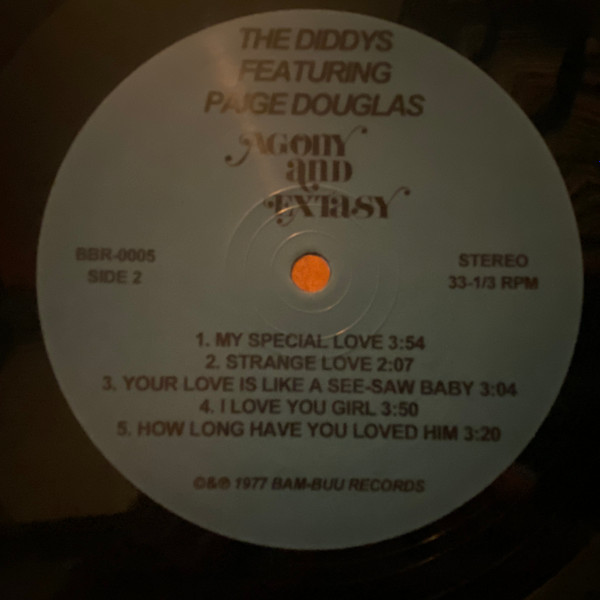 THE DIDDYS
FEATURING
PAIGE DOUGLAS
AGONY
AND
EXTASY
BBR-0005
SIDE 2
STEREO
33-1/3 RPM
1. MY SPECIAL LOVE 3:54
2. STRANGE LOVE 2:07
3. YOUR LOVE IS LIKE A SEE-SAW BABY 3:04
4. I LOVE YOU GIRL 3:50
5. HOW LONG HAVE YOU LOVED HIM 3:20
©&℗ 1977 BAM-BUU RECORDS